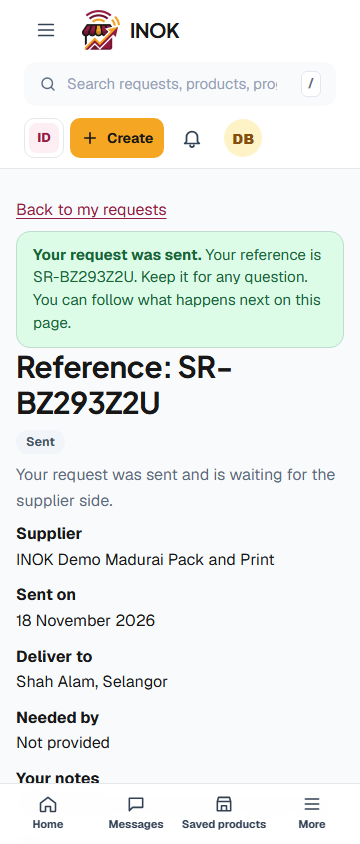 INOK
Search requests, products, pro
/
ID
+ Create
DB
Back to my requests
Your request was sent. Your reference is
SR-BZ293Z2U. Keep it for any question.
You can follow what happens next on this
page.
Reference: SR-
BZ293Z2U
Sent
Your request was sent and is waiting for the
supplier side.
Supplier
INOK Demo Madurai Pack and Print
Sent on
18 November 2026
Deliver to
Shah Alam, Selangor
Needed by
Not provided
Your notes
Home
Messages
Saved products
More